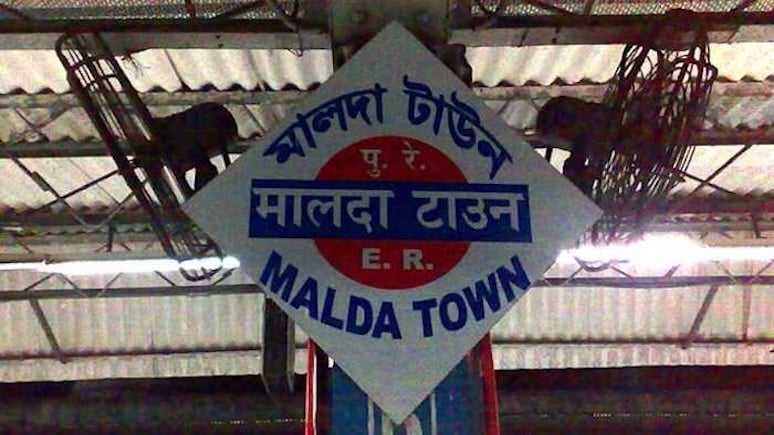 মালদা টাউন
पु. रे.
मालदा टाउन
E. R.
MALDA TOWN